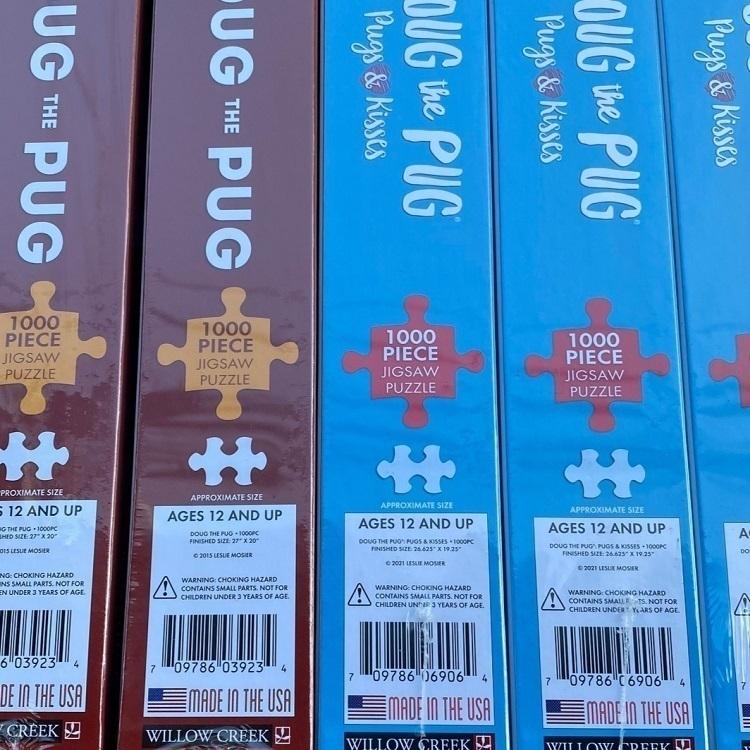 OUG THE PUG
1000
PIECE
JIGSAW
PUZZLE
PROXIMATE SIZE
S 12 AND UP
UG THE PUG • 1000PC
SHED SIZE: 27" X 20"
015 LESLIE MOSIER
NG: CHOKING HAZARD
NS SMALL PARTS. NOT FOR
EN UNDER 3 YEARS OF AGE.
6 03923 4
DE IN THE USA
CREEK
OUG THE PUG
1000
PIECE
JIGSAW
PUZZLE
APPROXIMATE SIZE
AGES 12 AND UP
DOUG THE PUG • 1000PC
FINISHED SIZE: 27" X 20"
© 2015 LESLIE MOSIER
WARNING: CHOKING HAZARD
CONTAINS SMALL PARTS. NOT FOR
CHILDREN UNDER 3 YEARS OF AGE.
7 09786 03923 4
MADE IN THE USA
WILLOW CREEK
OUG the PUG®
Pugs & Kisses
1000
PIECE
JIGSAW
PUZZLE
APPROXIMATE SIZE
AGES 12 AND UP
DOUG THE PUG®: PUGS & KISSES • 1000PC
FINISHED SIZE: 26.625" X 19.25"
© 2021 LESLIE MOSIER
WARNING: CHOKING HAZARD
CONTAINS SMALL PARTS. NOT FOR
CHILDREN UNDER 3 YEARS OF AGE.
7 09786 06906 4
MADE IN THE USA
WILLOW CREEK
OUG the PUG®
Pugs & Kisses
1000
PIECE
JIGSAW
PUZZLE
APPROXIMATE SIZE
AGES 12 AND UP
DOUG THE PUG®: PUGS & KISSES • 1000PC
FINISHED SIZE: 26.625" X 19.25"
© 2021 LESLIE MOSIER
WARNING: CHOKING HAZARD
CONTAINS SMALL PARTS. NOT FOR
CHILDREN UNDER 3 YEARS OF AGE.
7 09786 06906 4
MADE IN THE USA
WILLOW CREEK
Pugs & Kisses